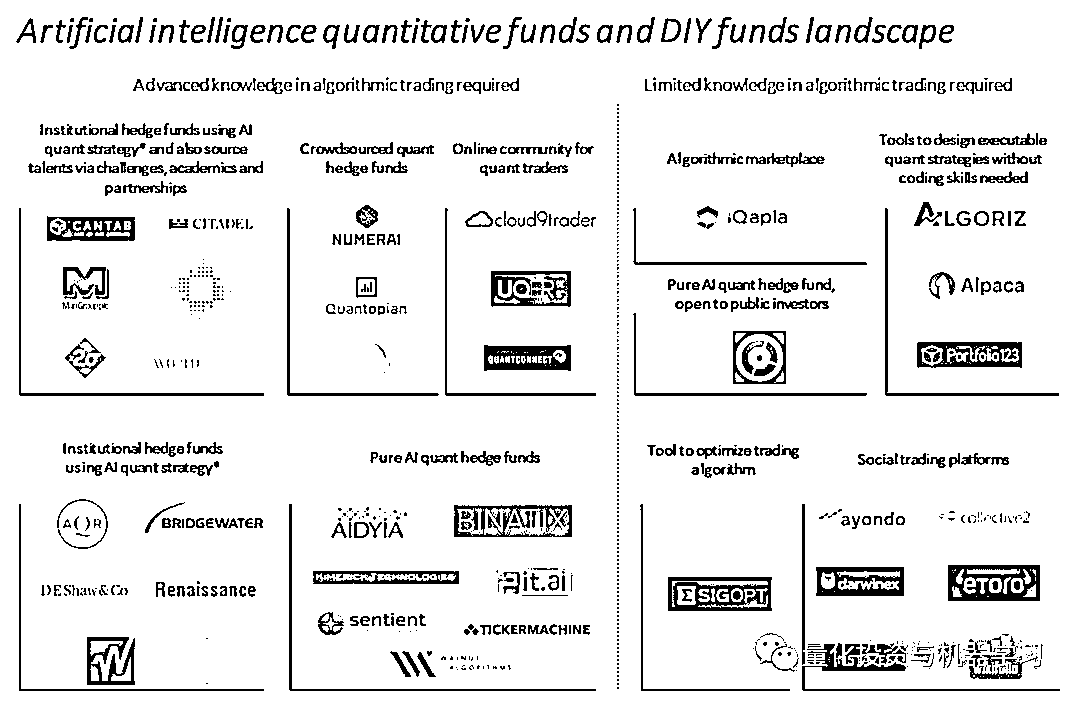 Artificial intelligence quantitative funds and DIY funds landscape
Advanced knowledge in algorithmic trading required
Limited knowledge in algorithmic trading required
Institutional hedge funds using AI
quant strategy* and also source
talents via challenges, academics and
partnerships
CANTAB
CITADEL
Man Group plc
2σ
Crowdsourced quant
hedge funds
NUMERAI
Quantopian
Online community for
quant traders
cloud9trader
UQER
QUANTCONNECT
Algorithmic marketplace
iQapla
Pure AI quant hedge fund,
open to public investors
Tools to design executable
quant strategies without
coding skills needed
ALGORIZ
Alpaca
Portfolio123
Institutional hedge funds
using AI quant strategy*
AQR
BRIDGEWATER
DEShaw&Co
Renaissance
Pure AI quant hedge funds
AIDYIA
BINATIX
KIMERICK TECHNOLOGIES
it.ai
sentient
TICKERMACHINE
WALNUT
ALGORITHMS
Tool to optimize trading
algorithm
SIGOPT
Social trading platforms
ayondo
collective2
darwinex
eToro
wikifolio
量化投资与机器学习